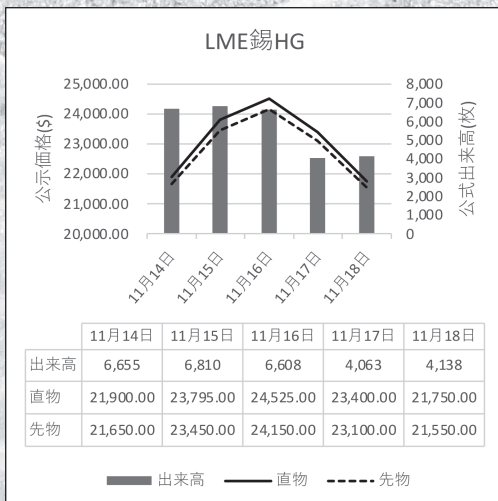 LME錫HG
公示価格($)
25,000.00
24,000.00
23,000.00
22,000.00
21,000.00
20,000.00
8,000
7,000
6,000
5,000
4,000
3,000
2,000
1,000
0
公式出来高(枚)
11月14日
11月15日
11月16日
11月17日
11月18日
11月14日 11月15日 11月16日 11月17日 11月18日
出来高 6,655 6,810 6,608 4,063 4,138
直物 21,900.00 23,795.00 24,525.00 23,400.00 21,750.00
先物 21,650.00 23,450.00 24,150.00 23,100.00 21,550.00
出来高 直物 先物